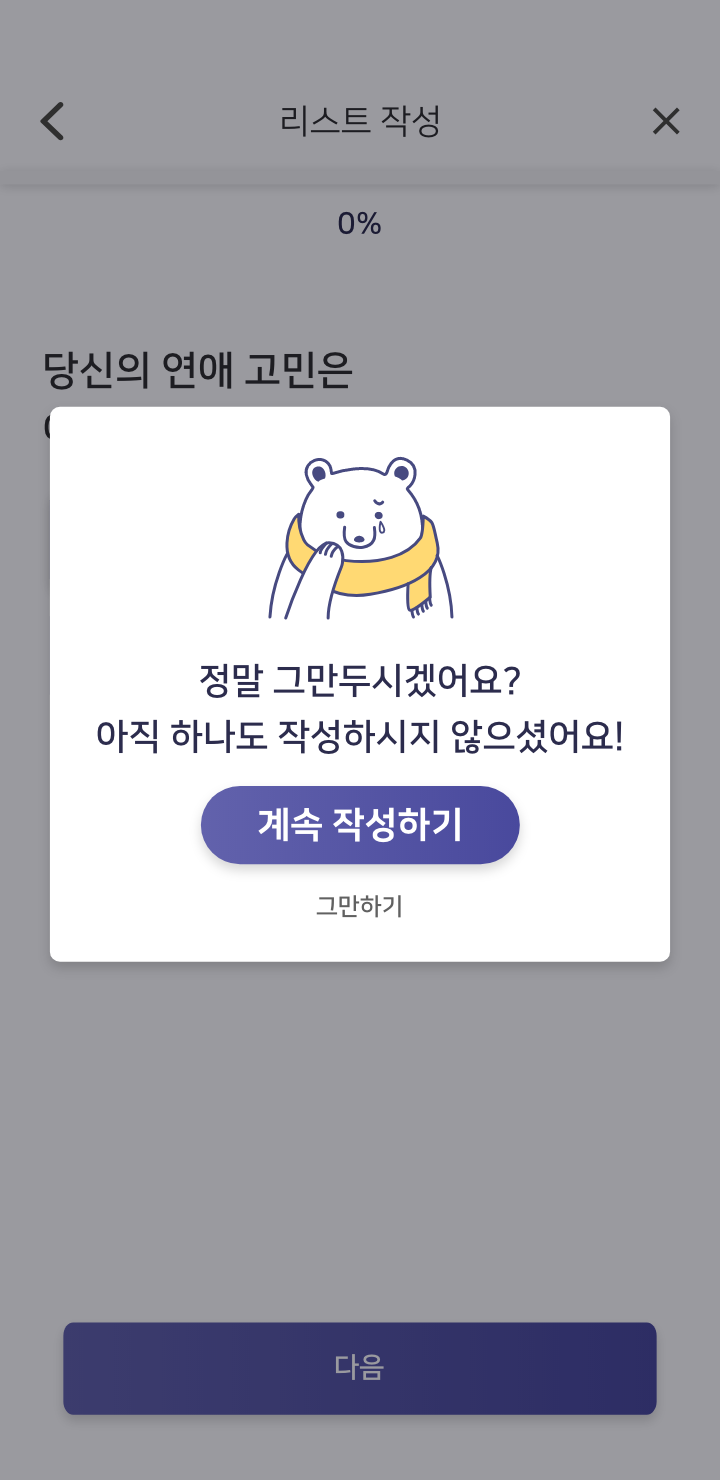 리스트 작성
0%
당신의 연애 고민은
정말 그만두시겠어요?
아직 하나도 작성하시지 않으셨어요!
계속 작성하기
그만하기
다음